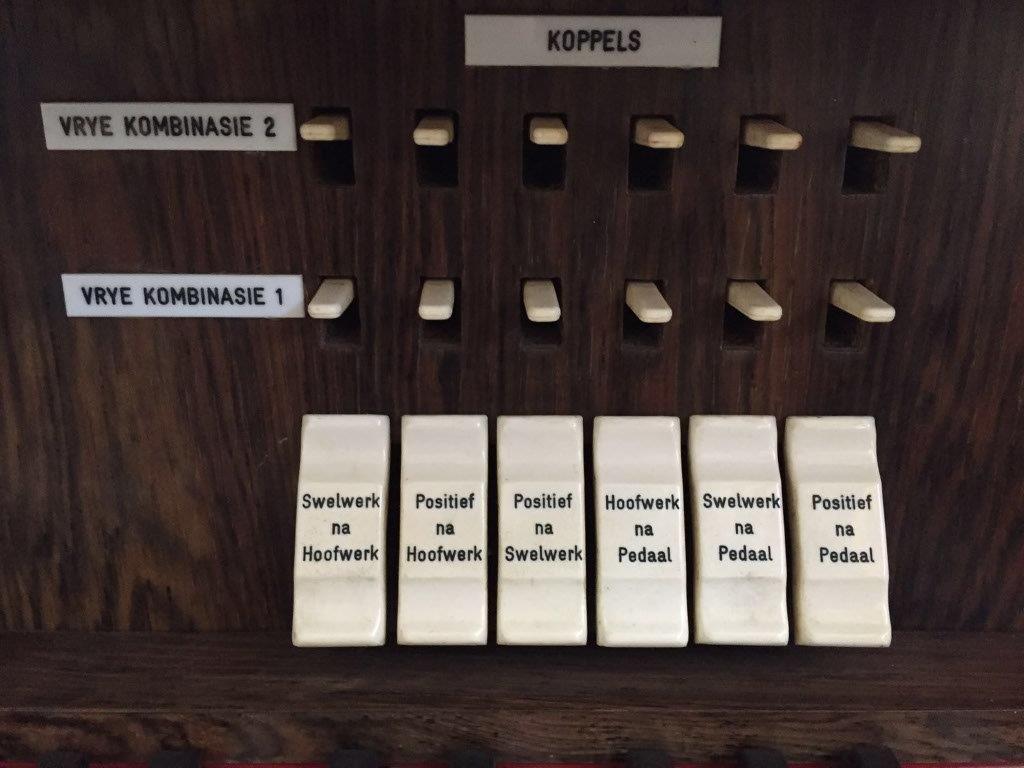 KOPPELS
VRYE KOMBINASIE 2
VRYE KOMBINASIE 1
Swelwerk
na
Hoofwerk
Positief
na
Hoofwerk
Positief
na
Swelwerk
Hoofwerk
na
Pedaal
Swelwerk
na
Pedaal
Positief
na
Pedaal